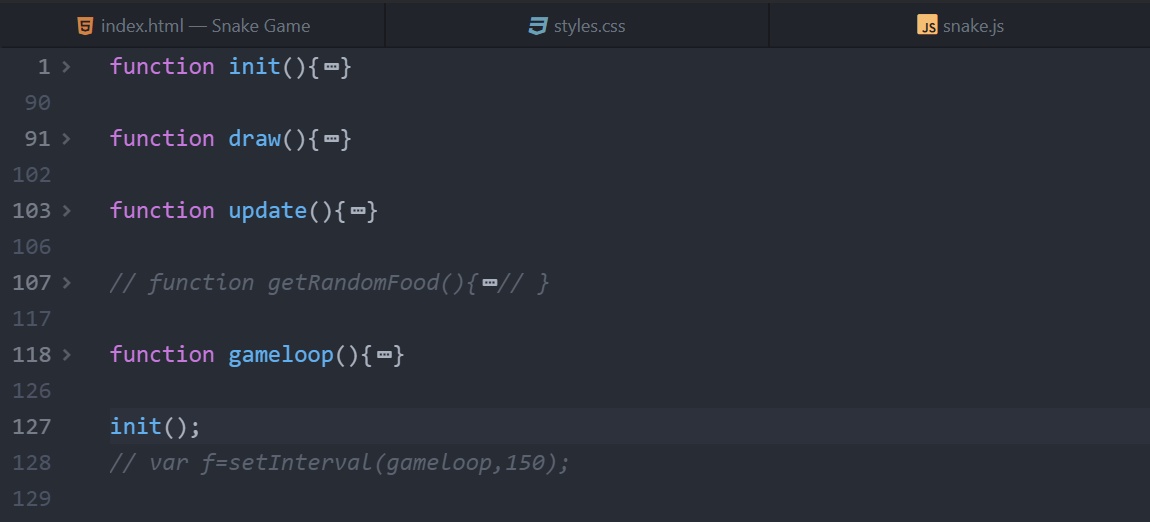 index.html — Snake Game
styles.css
JS snake.js
1 function init(){…}
90
91 function draw(){…}
102
103 function update(){…}
106
107 // function getRandomFood(){…// }
117
118 function gameloop(){…}
126
127 init();
128 // var f=setInterval(gameloop,150);
129